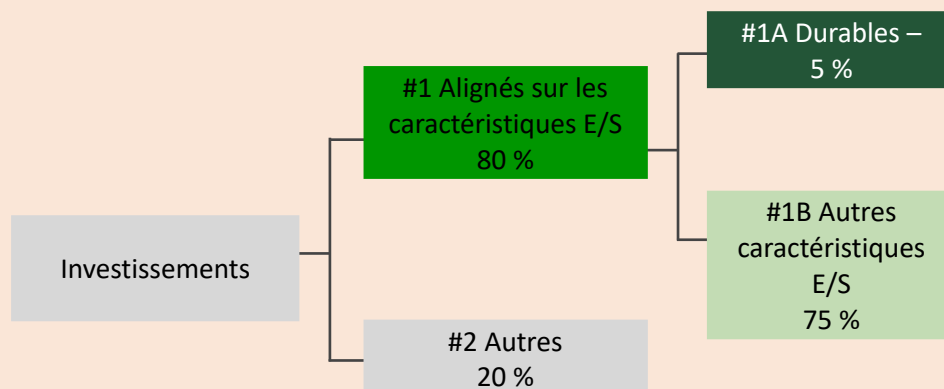 #1A Durables –
5 %
#1 Alignés sur les
caractéristiques E/S
80 %
#1B Autres
caractéristiques
E/S
75 %
Investissements
#2 Autres
20 %